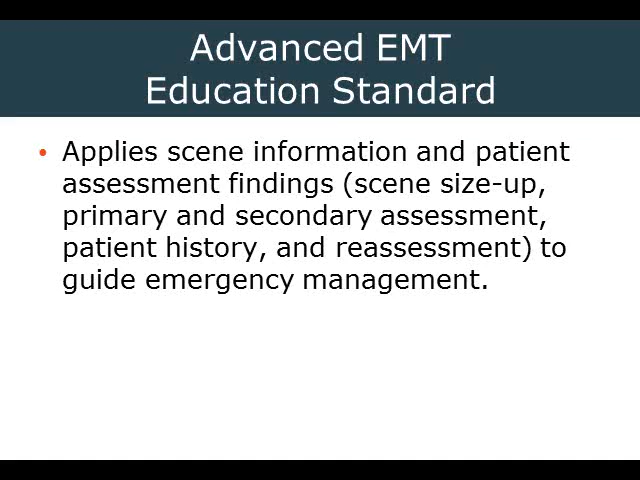 Advanced EMT
Education Standard
• Applies scene information and patient
assessment findings (scene size-up,
primary and secondary assessment,
patient history, and reassessment) to
guide emergency management.